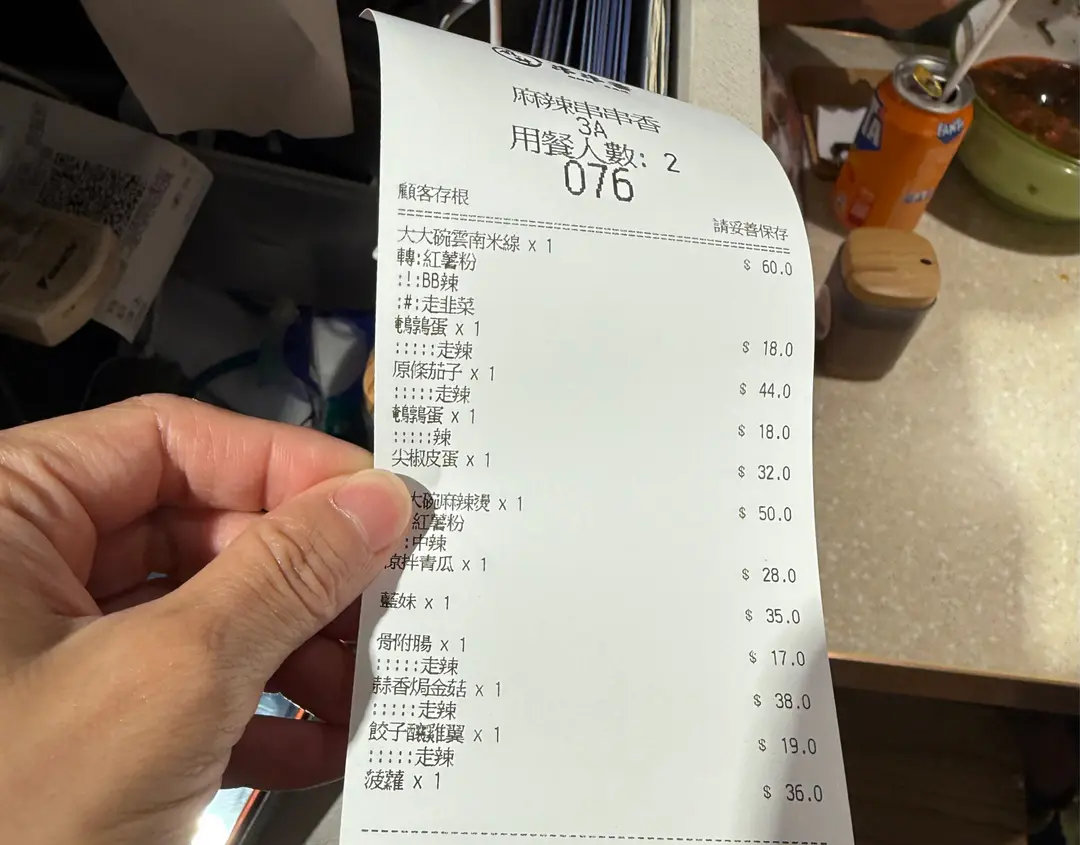 麻辣串串香
3A
用餐人數: 2
076
顧客存根 請妥善保存
大大碗雲南米線 x 1 $ 60.0
轉:紅薯粉
:!:BB辣
:#:走韭菜
鵪鶉蛋 x 1 $ 18.0
:::::走辣
原條茄子 x 1 $ 44.0
:::::走辣
鵪鶉蛋 x 1 $ 18.0
:::::辣
尖椒皮蛋 x 1 $ 32.0
大碗麻辣燙 x 1 $ 50.0
紅薯粉
:中辣
涼拌青瓜 x 1 $ 28.0
藍妹 x 1 $ 35.0
骨附腸 x 1 $ 17.0
:::::走辣
蒜香焗金菇 x 1 $ 38.0
:::::走辣
餃子釀雞翼 x 1 $ 19.0
:::::走辣
菠蘿 x 1 $ 36.0
FANTA